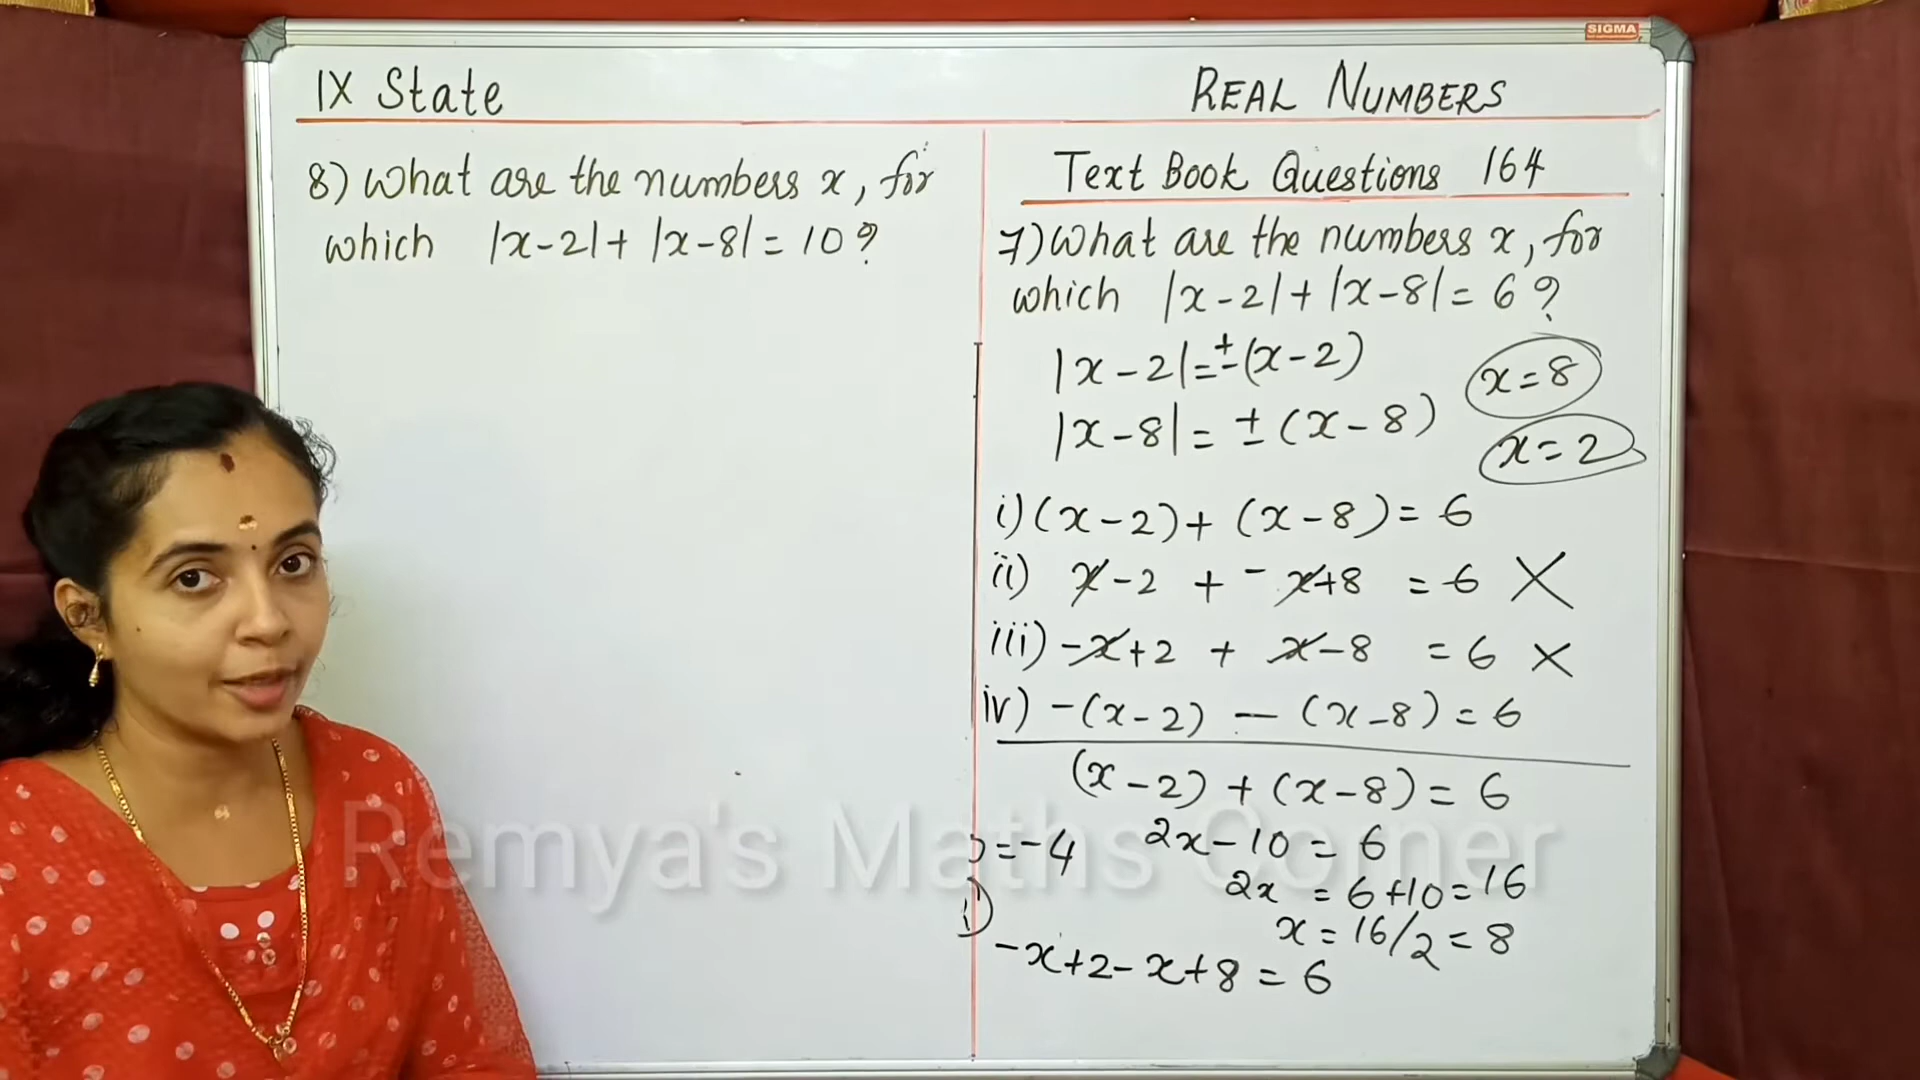 SIGMA
IX State
REAL NUMBERS
8) What are the numbers x, for
which |x-2|+ |x-8| = 10?
Text Book Questions 164
7) What are the numbers x, for
which |x-2|+|x-8|= 6?
|x-2|=±(x-2)
x=8
|x-8|= ±(x-8)
x=2
i)(x-2)+(x-8)= 6
ii) x-2 + - x+8 = 6 X
iii) -x+2 + x-8 = 6 X
iv) -(x-2) - (x-8) = 6
(x-2)+(x-8)= 6
=-4
2x-10 = 6
2x = 6+10=16
x = 16/2 = 8
-x+2-x+8 = 6
Remya's Maths Corner